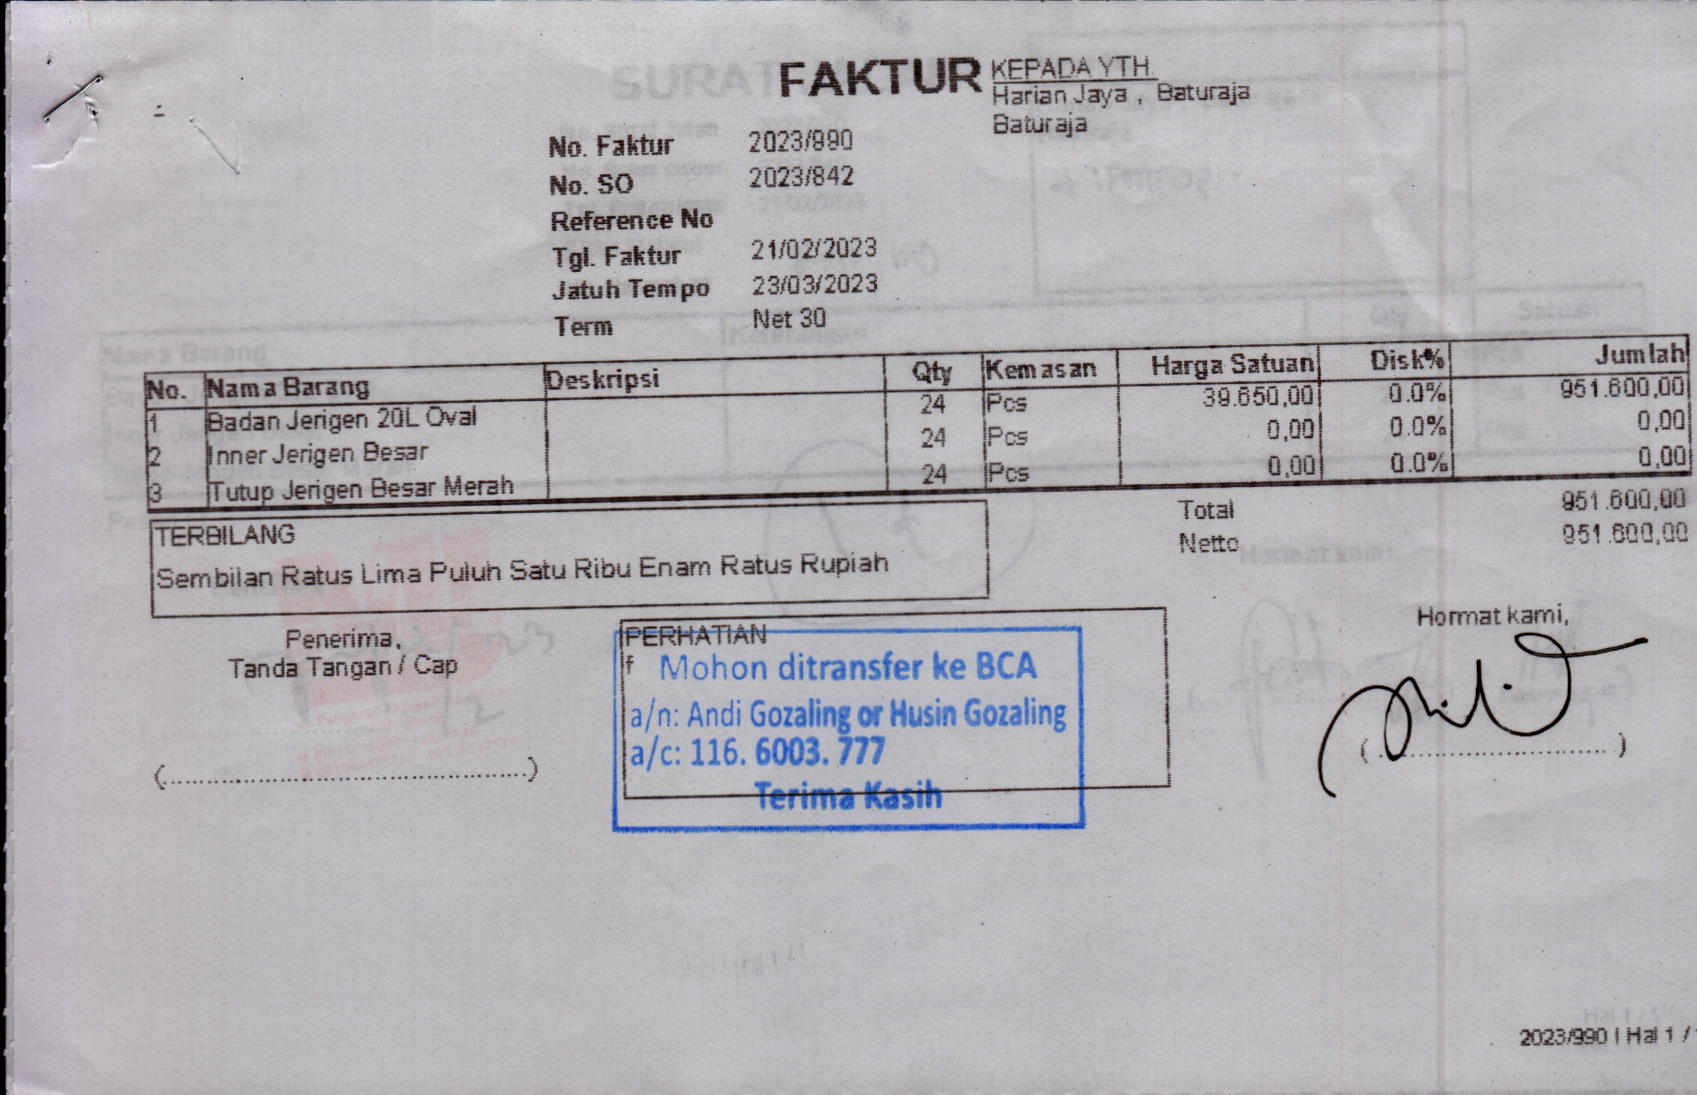 FAKTUR
KEPADA YTH.
Harian Jaya , Baturaja
Baturaja
No. Faktur 2023/990
No. SO 2023/842
Reference No
Tgl. Faktur 21/02/2023
Jatuh Tempo 23/03/2023
Term Net 30
No. Nama Barang Deskripsi Qty Kemasan Harga Satuan Disk% Jumlah
1 Badan Jerigen 20L Oval 24 Pcs 39.650,00 0.0% 951.600,00
2 Inner Jerigen Besar 24 Pcs 0,00 0.0% 0,00
3 Tutup Jerigen Besar Merah 24 Pcs 0,00 0.0% 0,00
Total 951.600,00
Netto 951.600,00
TERBILANG
Sembilan Ratus Lima Puluh Satu Ribu Enam Ratus Rupiah
Penerima,
Tanda Tangan / Cap
(....................................................)
PERHATIAN
f
Mohon ditransfer ke BCA
a/n: Andi Gozaling or Husin Gozaling
a/c: 116. 6003. 777
Terima Kasih
Hormat kami,
(....................................)
2023/990 | Hal 1 /